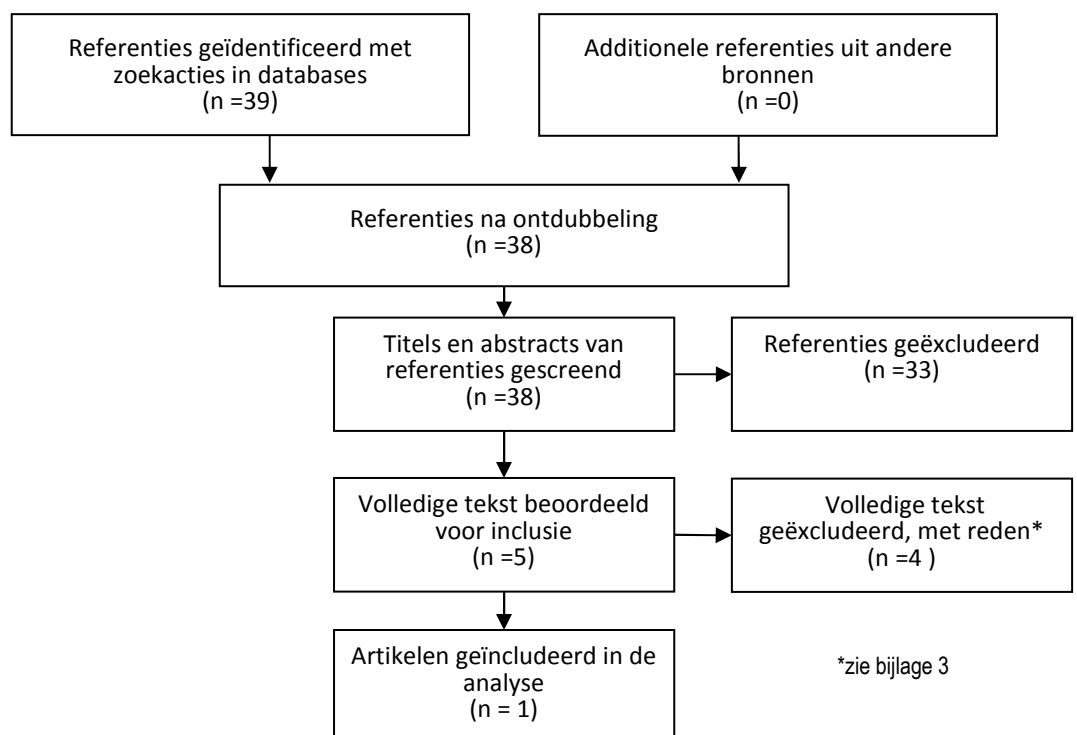 Referenties geïdentificeerd met
zoekacties in databases
(n =39)
Additionele referenties uit andere
bronnen
(n =0)
Referenties na ontdubbeling
(n =38)
Titels en abstracts van
referenties gescreend
(n =38)
Referenties geëxcludeerd
(n =33)
Volledige tekst beoordeeld
voor inclusie
(n =5)
Volledige tekst
geëxcludeerd, met reden*
(n =4 )
Artikelen geïncludeerd in de
analyse
(n = 1)
*zie bijlage 3